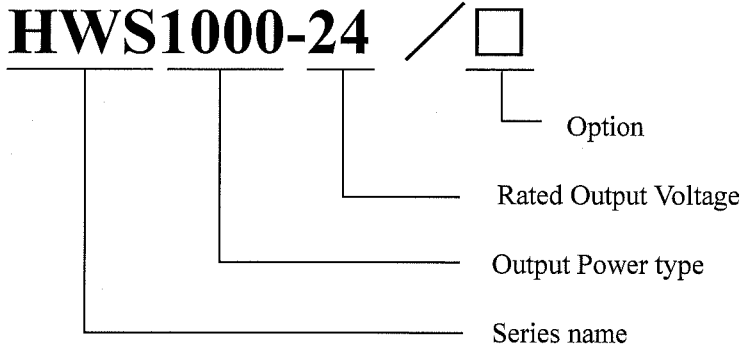 HWS1000-24 / □
Option
Rated Output Voltage
Output Power type
Series name